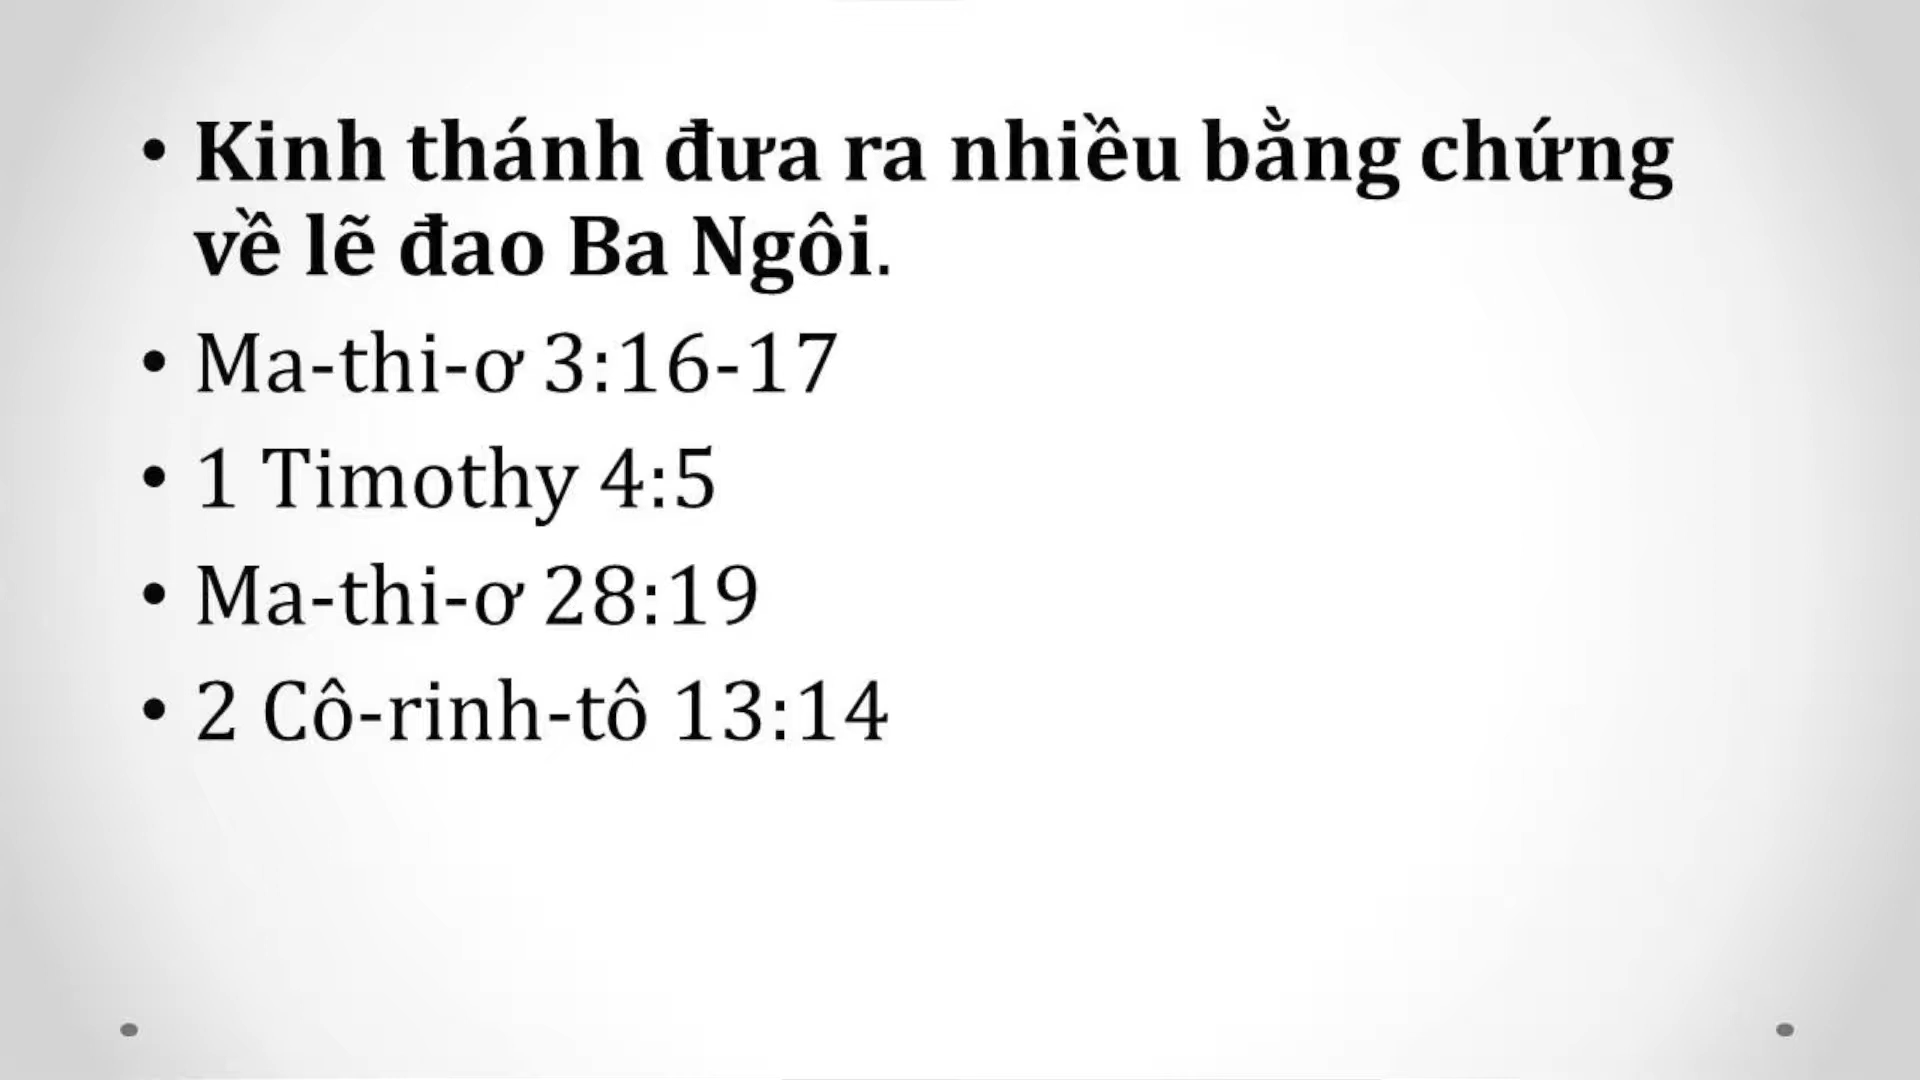 • Kinh thánh đưa ra nhiều bằng chứng
về lẽ đao Ba Ngôi.
• Ma-thi-ơ 3:16-17
• 1 Timothy 4:5
• Ma-thi-ơ 28:19
• 2 Cô-rinh-tô 13:14